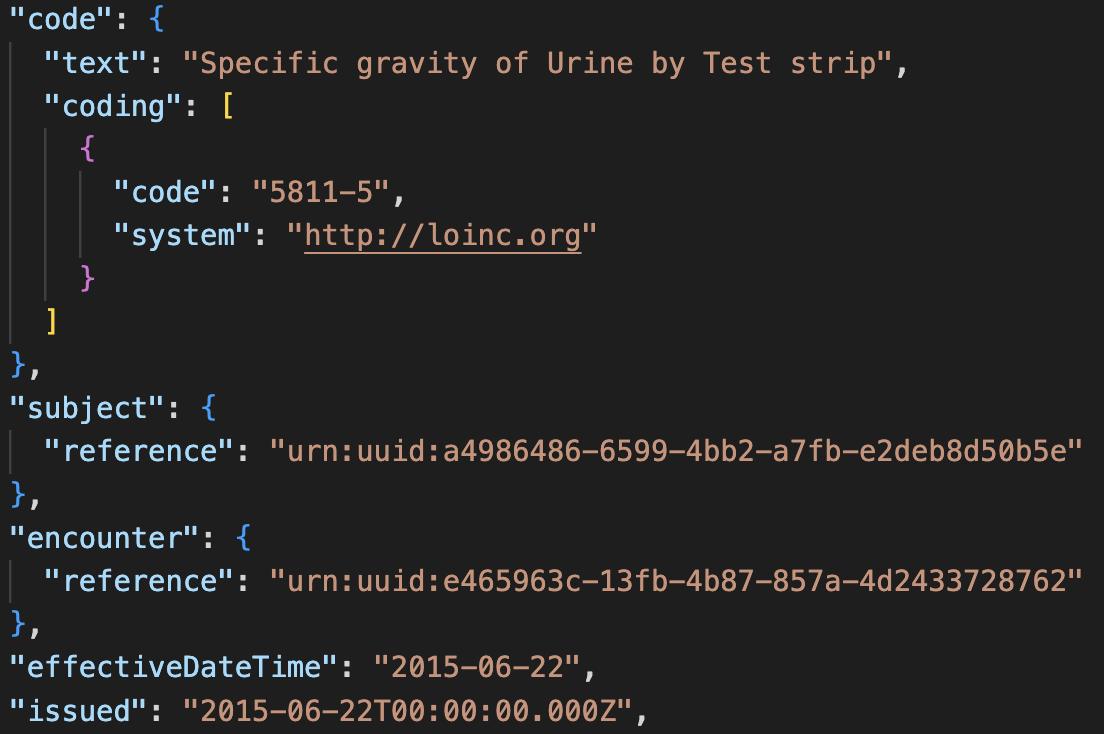 "code": {
"text": "Specific gravity of Urine by Test strip",
"coding": [
{
"code": "5811-5",
"system": "http://loinc.org"
}
]
},
"subject": {
"reference": "urn:uuid:a4986486-6599-4bb2-a7fb-e2deb8d50b5e"
},
"encounter": {
"reference": "urn:uuid:e465963c-13fb-4b87-857a-4d2433728762"
},
"effectiveDateTime": "2015-06-22",
"issued": "2015-06-22T00:00:00.000Z",